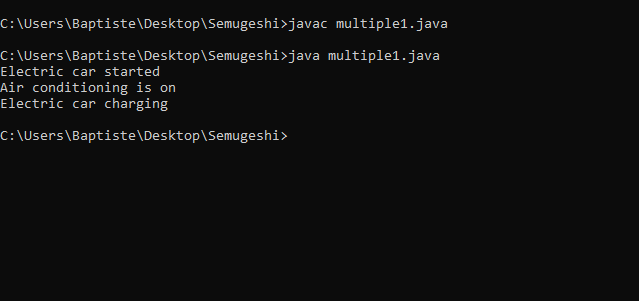 C:\Users\Baptiste\Desktop\Semugeshi>javac multiple1.java
C:\Users\Baptiste\Desktop\Semugeshi>java multiple1.java
Electric car started
Air conditioning is on
Electric car charging
C:\Users\Baptiste\Desktop\Semugeshi>